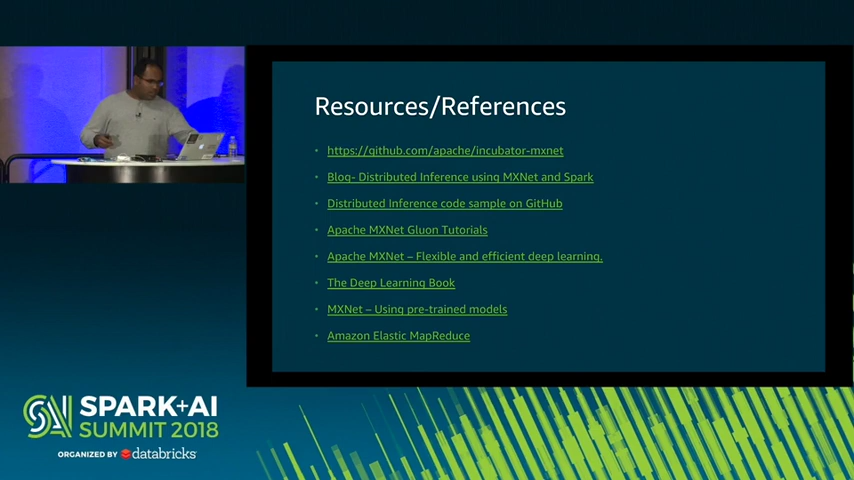 Resources/References
• https://github.com/apache/incubator-mxnet
• Blog- Distributed Inference using MXNet and Spark
• Distributed Inference code sample on GitHub
• Apache MXNet Gluon Tutorials
• Apache MXNet – Flexible and efficient deep learning.
• The Deep Learning Book
• MXNet – Using pre-trained models
• Amazon Elastic MapReduce
SPARK+AI
SUMMIT 2018
ORGANIZED BY databricks